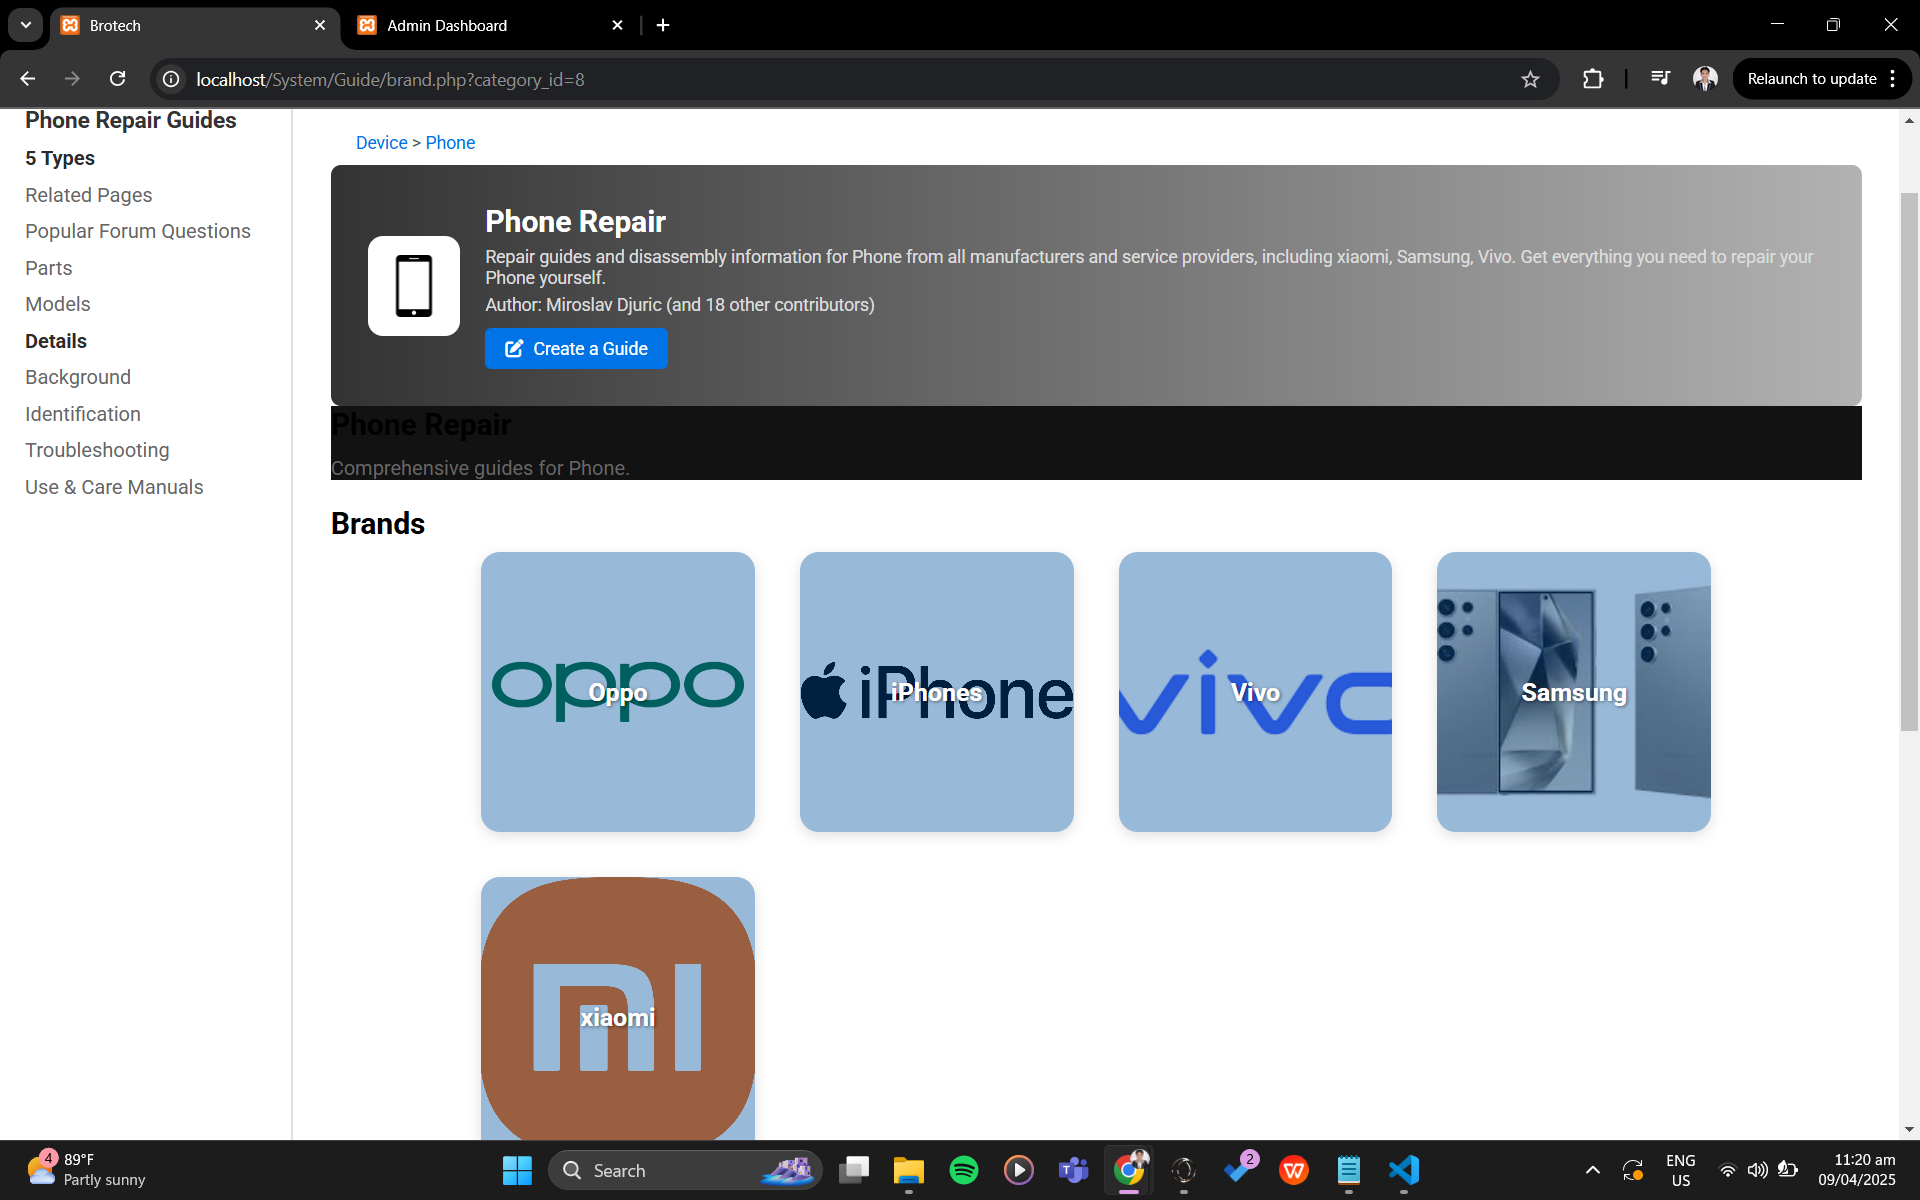 Brotech
Admin Dashboard
localhost/System/Guide/brand.php?category_id=8
Relaunch to update
Phone Repair Guides
5 Types
Related Pages
Popular Forum Questions
Parts
Models
Details
Background
Identification
Troubleshooting
Use & Care Manuals
Device > Phone
Phone Repair
Repair guides and disassembly information for Phone from all manufacturers and service providers, including xiaomi, Samsung, Vivo. Get everything you need to repair your
Phone yourself.
Author: Miroslav Djuric (and 18 other contributors)
Create a Guide
Phone Repair
Comprehensive guides for Phone.
Brands
oppo
Oppo
iPhone
iPhones
vivo
Vivo
Samsung
mi
xiaomi
4
89°F
Partly sunny
Search
2
ENG
US
11:20 am
09/04/2025